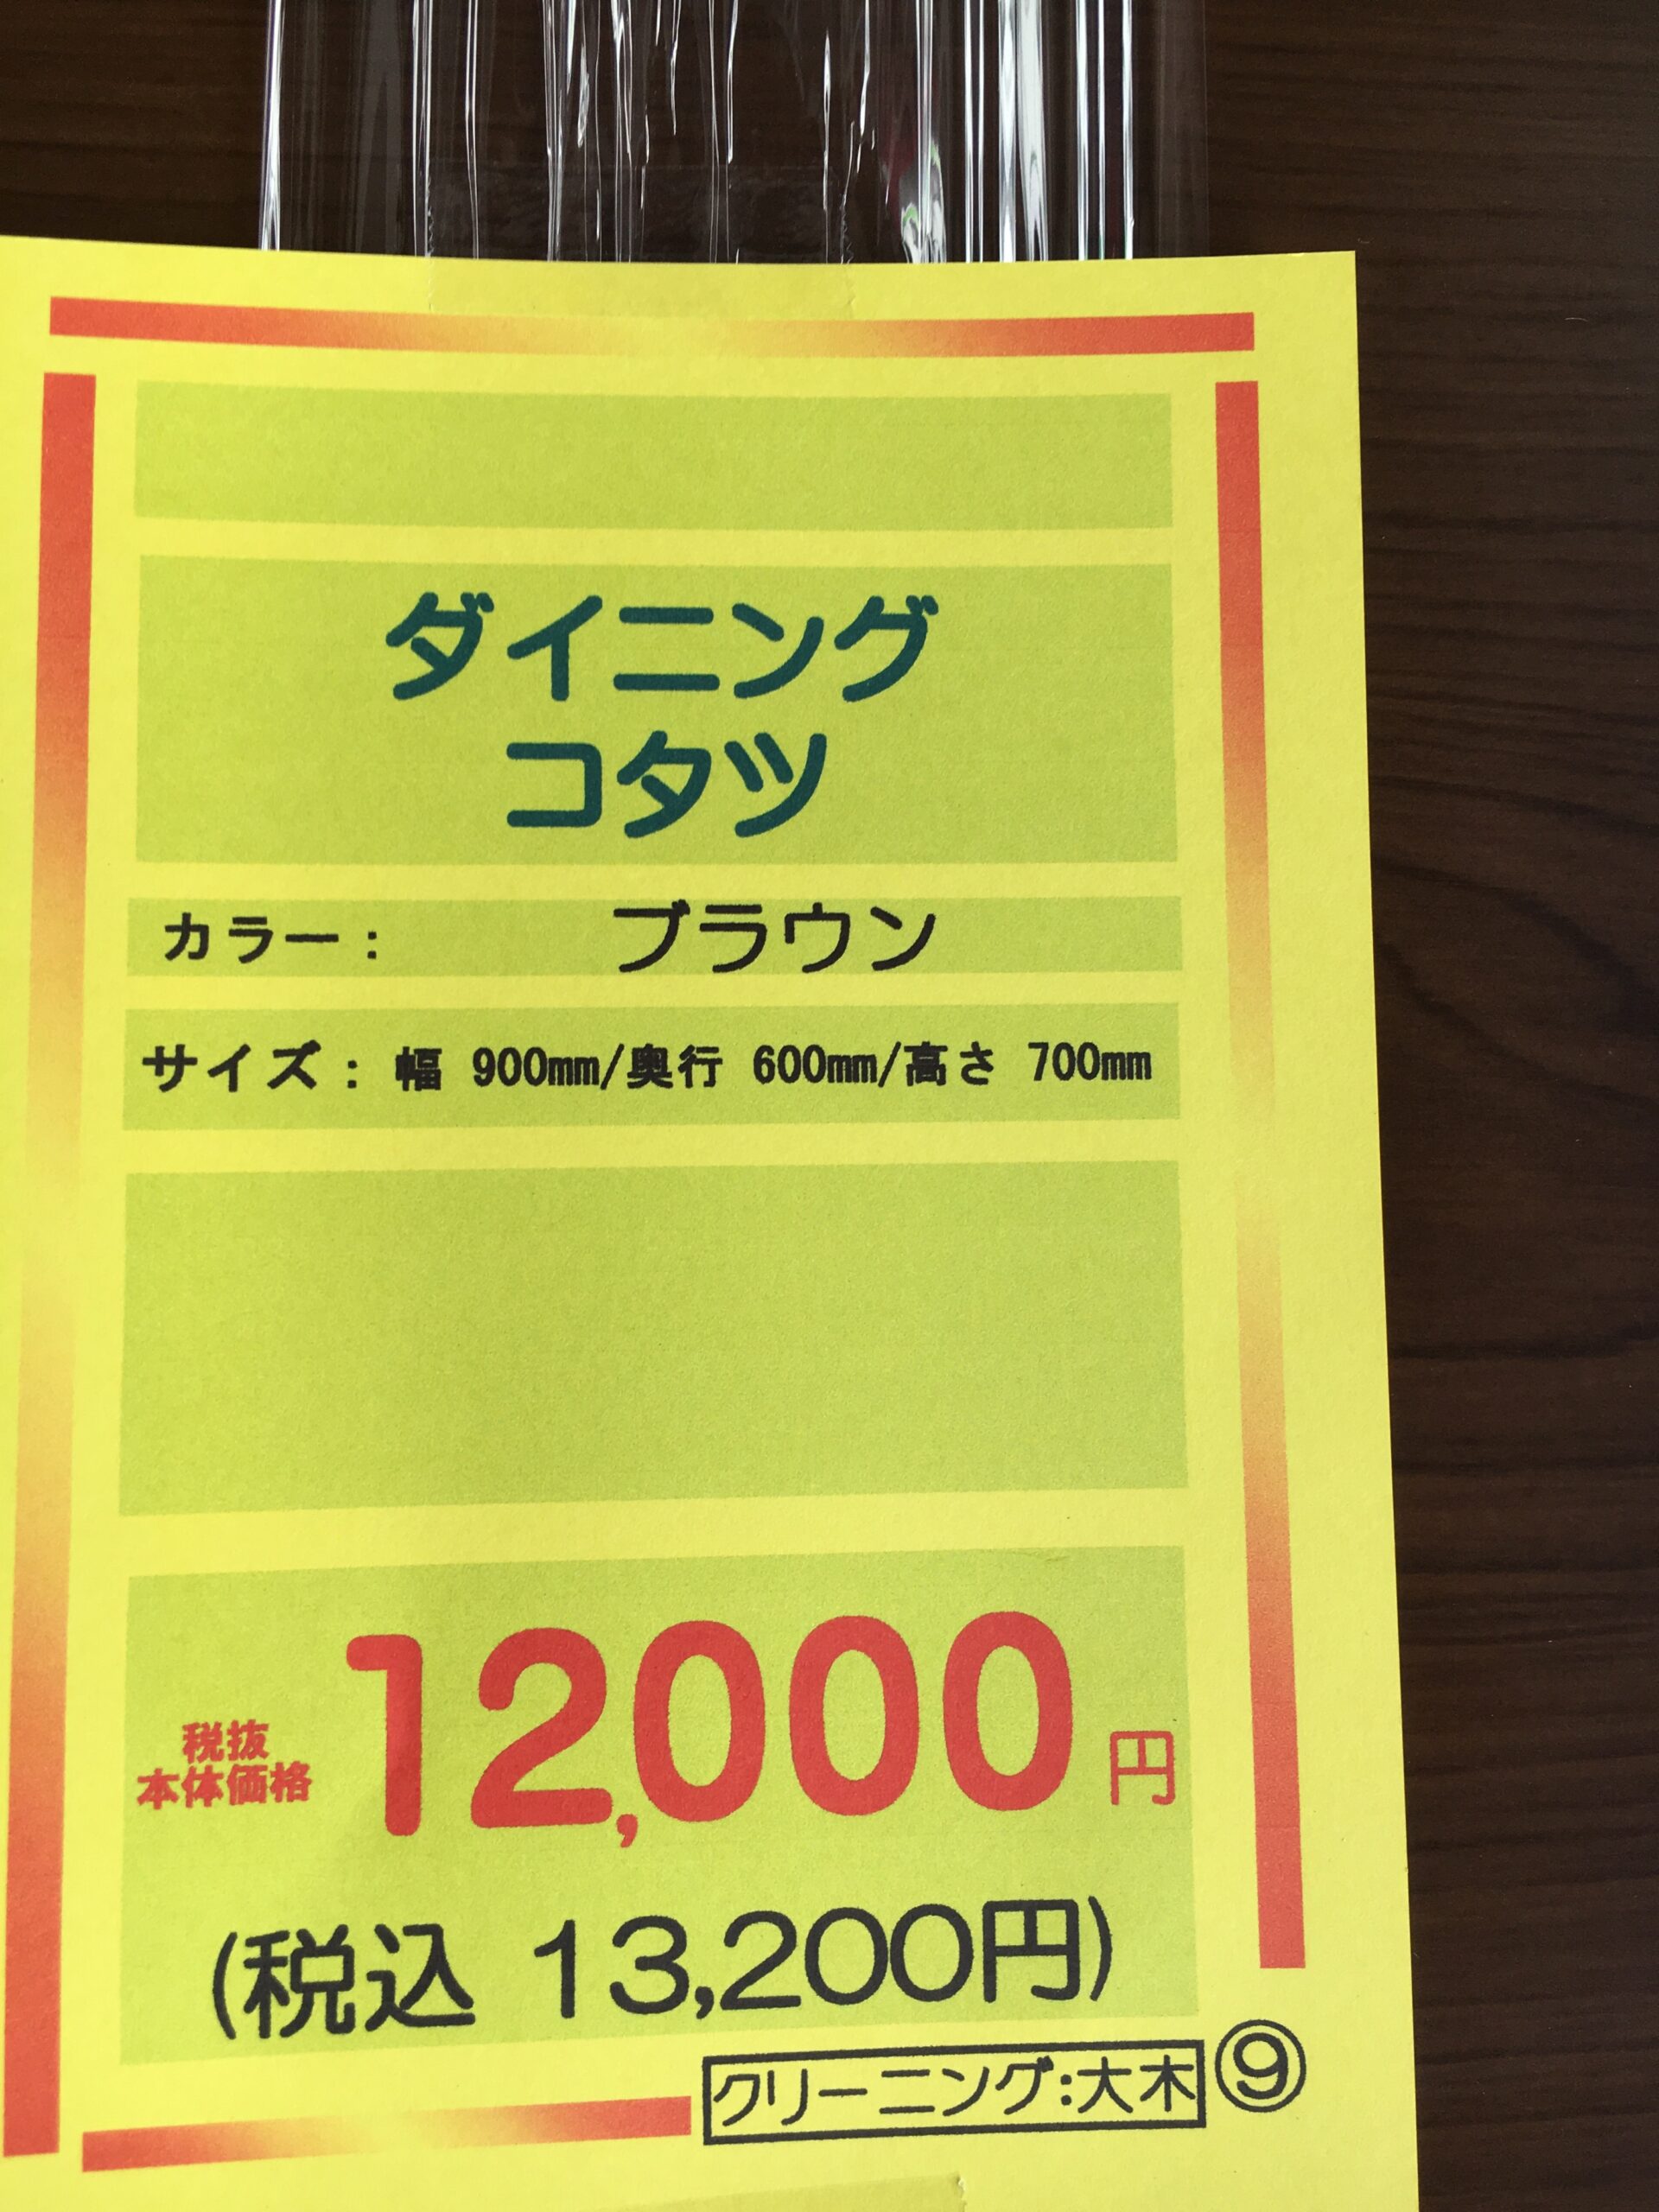 ダイニング
コタツ
カラー： ブラウン
サイズ： 幅 900mm/奥行 600mm/高さ 700mm
税抜
本体価格
12,000円
(税込 13,200円)
クリーニング:大木 ⑨